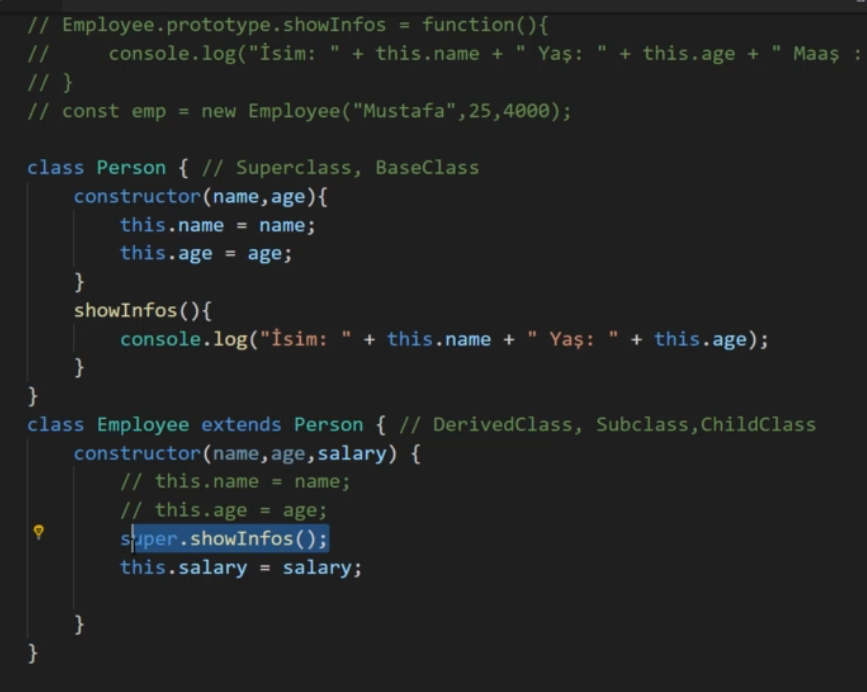 // Employee.prototype.showInfos = function(){
//     console.log("İsim: " + this.name + " Yaş: " + this.age + " Maaş :
// }
// const emp = new Employee("Mustafa",25,4000);
class Person { // Superclass, BaseClass
constructor(name,age){
this.name = name;
this.age = age;
}
showInfos(){
console.log("İsim: " + this.name + " Yaş: " + this.age);
}
}
class Employee extends Person { // DerivedClass, Subclass,ChildClass
constructor(name,age,salary) {
// this.name = name;
// this.age = age;
super.showInfos();
this.salary = salary;
}
}